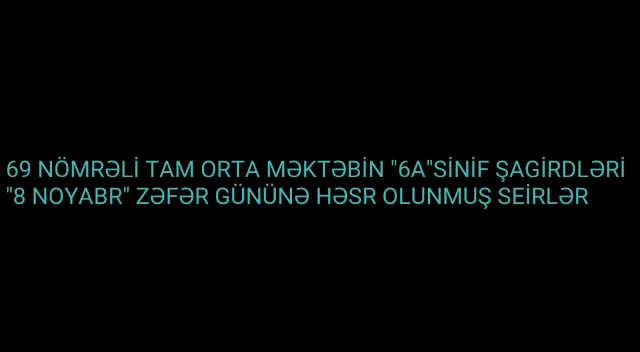 69 NÖMRƏLİ TAM ORTA MƏKTƏBİN "6A"SİNİF ŞAGİRDLƏRİ
"8 NOYABR" ZƏFƏR GÜNÜNƏ HƏSR OLUNMUŞ SEİRLƏR